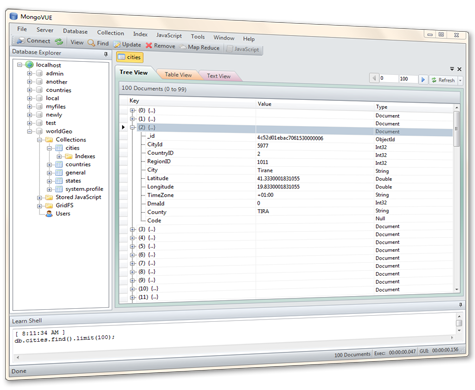 MongoVUE
File Server Database Collection Index JavaScript Tools Window Help
Connect View Find Update Remove Map Reduce JavaScript
Database Explorer
localhost
admin
another
countries
local
myfiles
newly
test
worldGeo
Collections
cities
Indexes
countries
general
states
system.profile
Stored JavaScript
GridFS
Users
cities
Tree View Table View Text View
0 100 Refresh
100 Documents (0 to 99)
Key Value Type
(0) {...} Document
(1) {...} Document
(2) {...} Document
_id 4c52d01ebac7061530000006 ObjectId
CityId 5977 Int32
CountryID 2 Int32
RegionID 1011 Int32
City Tirane String
Latitude 41.3330001831055 Double
Longitude 19.8330001831055 Double
TimeZone +01:00 String
DmaId 0 Int32
County TIRA String
Code Null
(3) {...} Document
(4) {...} Document
(5) {...} Document
(6) {...} Document
(7) {...} Document
(8) {...} Document
(9) {...} Document
(10) {...} Document
(11) {...} Document
Learn Shell
[ 8:11:34 AM ]
db.cities.find().limit(100);
100 Documents Exec: 00:00:00.047 GUI: 00:00:00.156
Done